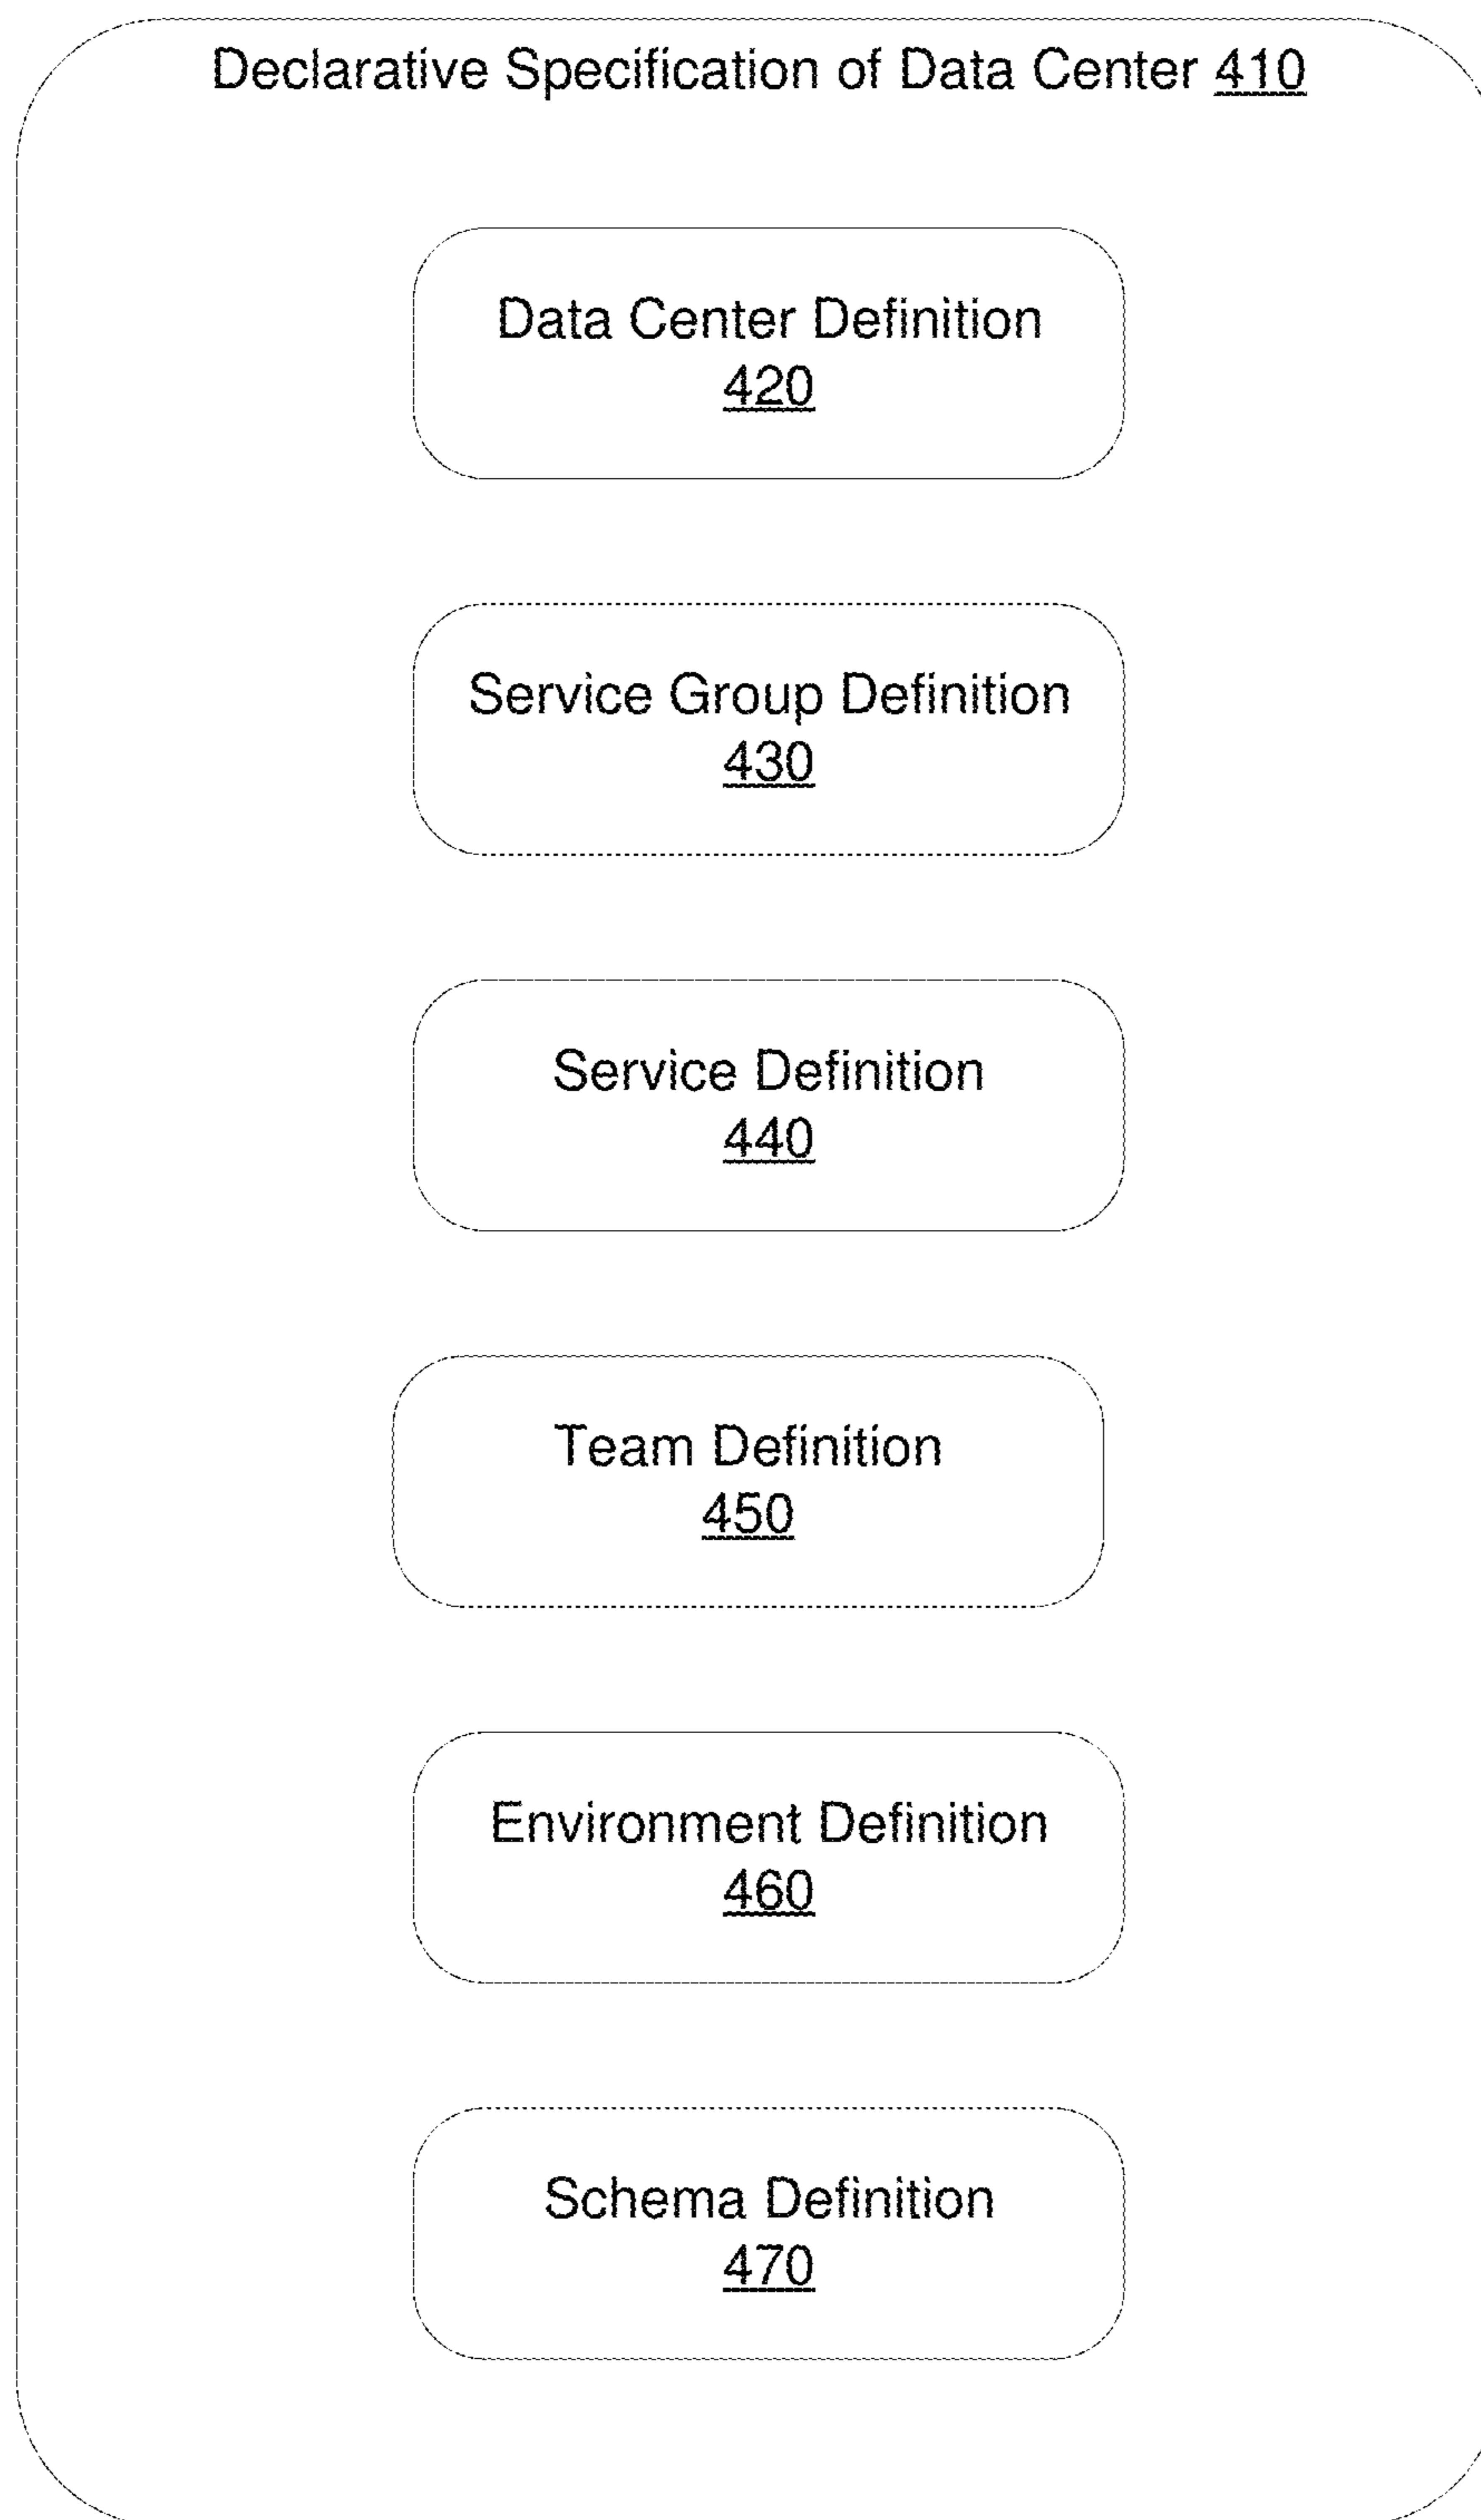 Declarative Specification of Data Center 410
Data Center Definition
420
Service Group Definition
430
Service Definition
440
Team Definition
450
Environment Definition
460
Schema Definition
470